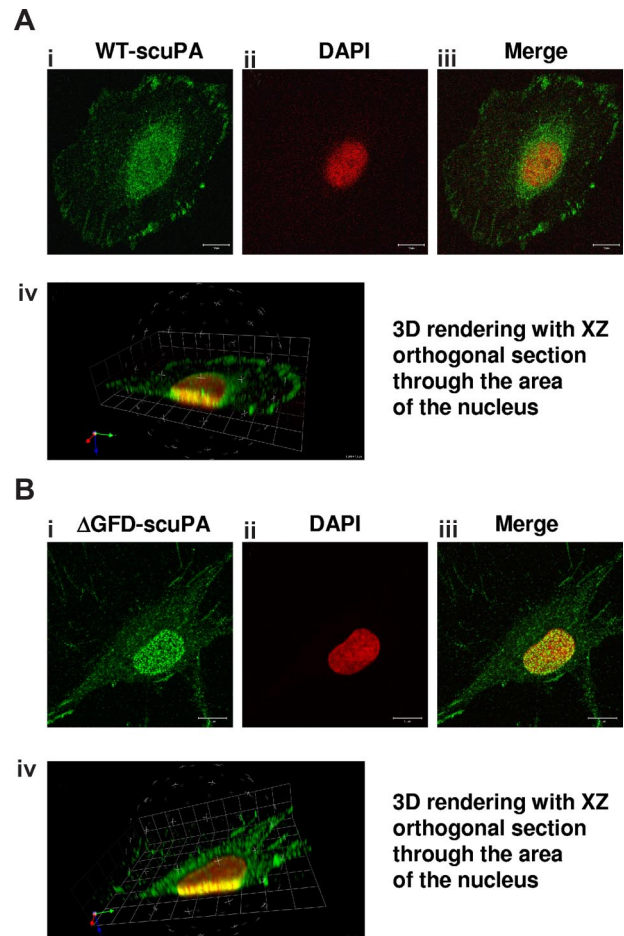 A
i WT-scuPA ii DAPI iii Merge
iv
3D rendering with XZ
orthogonal section
through the area
of the nucleus
B
i ΔGFD-scuPA ii DAPI iii Merge
iv
3D rendering with XZ
orthogonal section
through the area
of the nucleus